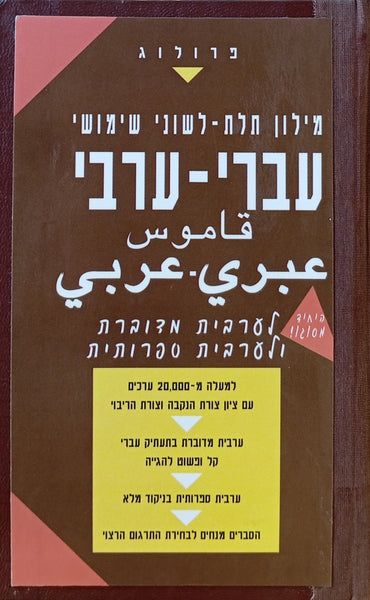 פרולוג
מילון תלת-לשוני שימושי
עברי-ערבי
قاموس
عبري-عربي
לערבית מדוברת
ולערבית ספרותית
היחיד
מסוגו!
למעלה מ-20,000 ערכים
עם ציון צורת הנקבה וצורת הריבוי
ערבית מדוברת בתעתיק עברי
קל ופשוט להגייה
ערבית ספרותית בניקוד מלא
הסברים מנחים לבחירת התרגום הרצוי